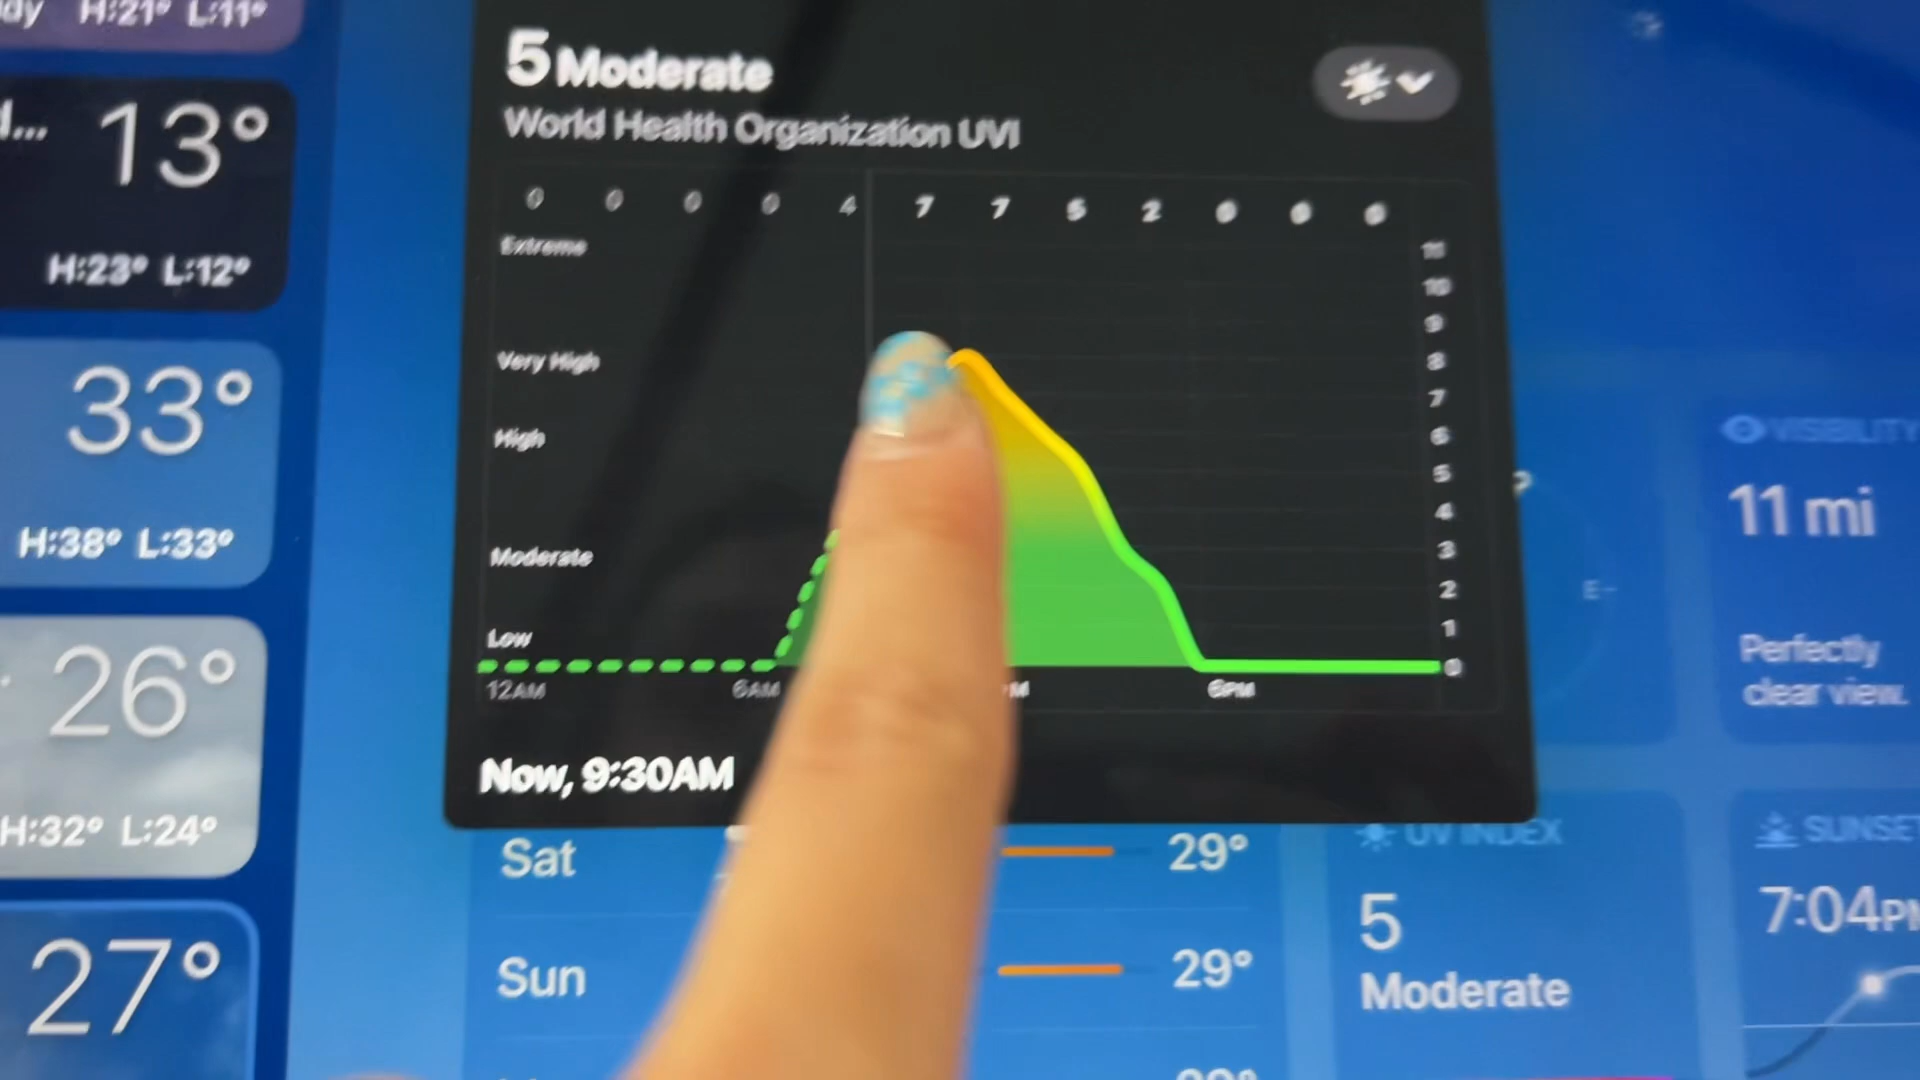 H:21° L:11°
13°
H:23° L:12°
33°
H:38° L:33°
26°
H:32° L:24°
27°
5 Moderate
World Health Organization UVI
0 0 0 0 4 7 7 5 2 0 0 0
Extreme
Very High
High
Moderate
Low
11
10
9
8
7
6
5
4
3
2
1
0
12AM 6AM 6PM
Now, 9:30AM
Sat 29°
Sun 29°
UV INDEX
5
Moderate
VISIBILITY
11 mi
Perfectly
clear view.
SUNSET
7:04PM
E